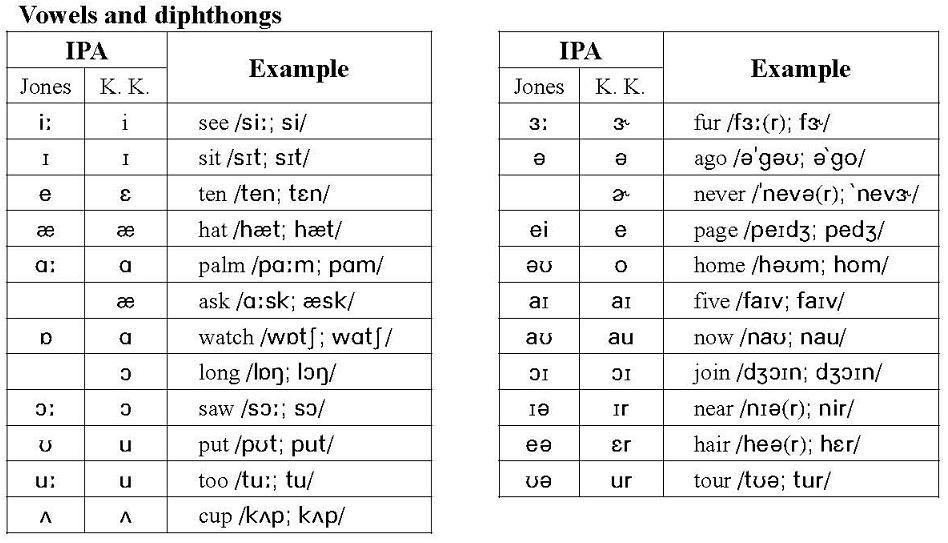 Vowels and diphthongs
IPA Example
Jones K. K.
iː i see /siː; si/
ɪ ɪ sit /sɪt; sɪt/
e ɛ ten /ten; tɛn/
æ æ hat /hæt; hæt/
ɑː ɑ palm /pɑːm; pɑm/
æ ask /ɑːsk; æsk/
ɒ ɑ watch /wɒtʃ; wɑtʃ/
ɔ long /lɒŋ; lɔŋ/
ɔː ɔ saw /sɔː; sɔ/
ʊ u put /pʊt; put/
uː u too /tuː; tu/
ʌ ʌ cup /kʌp; kʌp/
IPA Example
Jones K. K.
ɜː ɝ fur /fɜː(r); fɝ/
ə ə ago /əˈgəʊ; əˋgo/
ɚ never /ˈnevə(r); ˋnevɝ/
ei e page /peɪdʒ; pedʒ/
əʊ o home /həʊm; hom/
aɪ aɪ five /faɪv; faɪv/
aʊ au now /naʊ; nau/
ɔɪ ɔɪ join /dʒɔɪn; dʒɔɪn/
ɪə ɪr near /nɪə(r); nir/
eə ɛr hair /heə(r); hɛr/
ʊə ur tour /tʊə; tur/